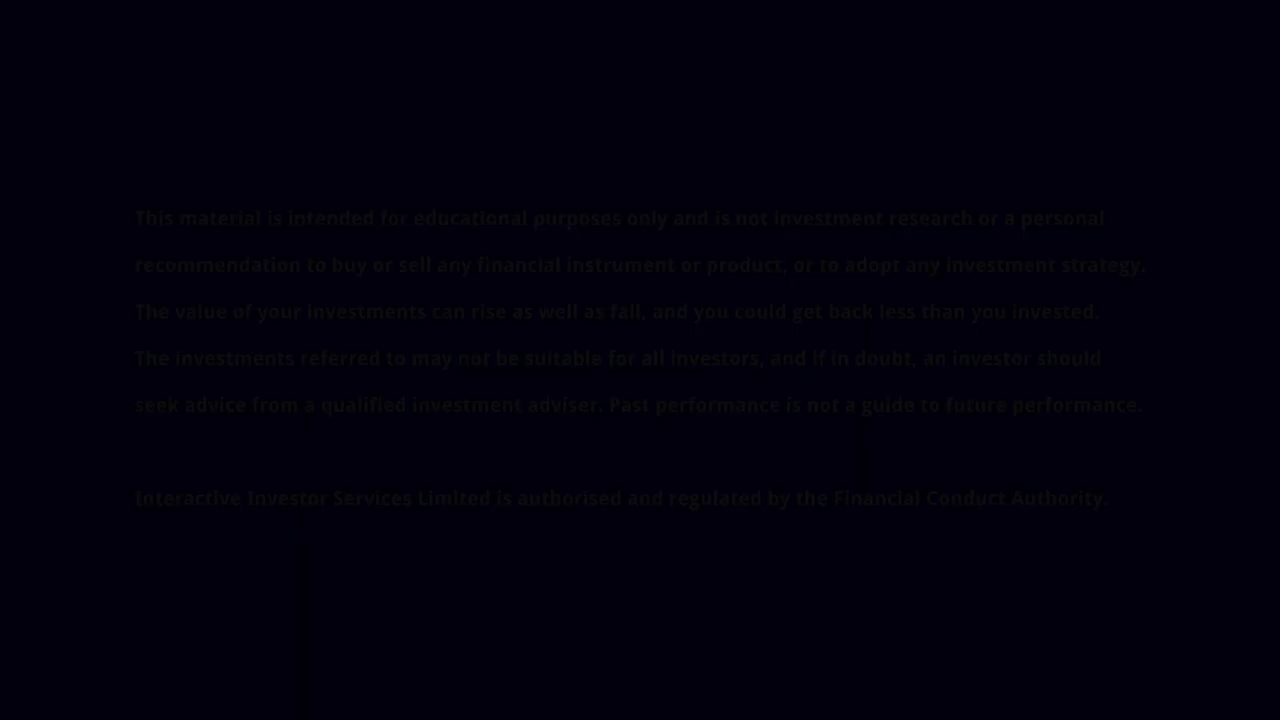 This material is intended for educational purposes only and is not investment research or a personal
recommendation to buy or sell any financial instrument or product, or to adopt any investment strategy.
The value of your investments can rise as well as fall, and you could get back less than you invested.
The investments referred to may not be suitable for all investors, and if in doubt, an investor should
seek advice from a qualified investment adviser. Past performance is not a guide to future performance.
Interactive Investor Services Limited is authorised and regulated by the Financial Conduct Authority.